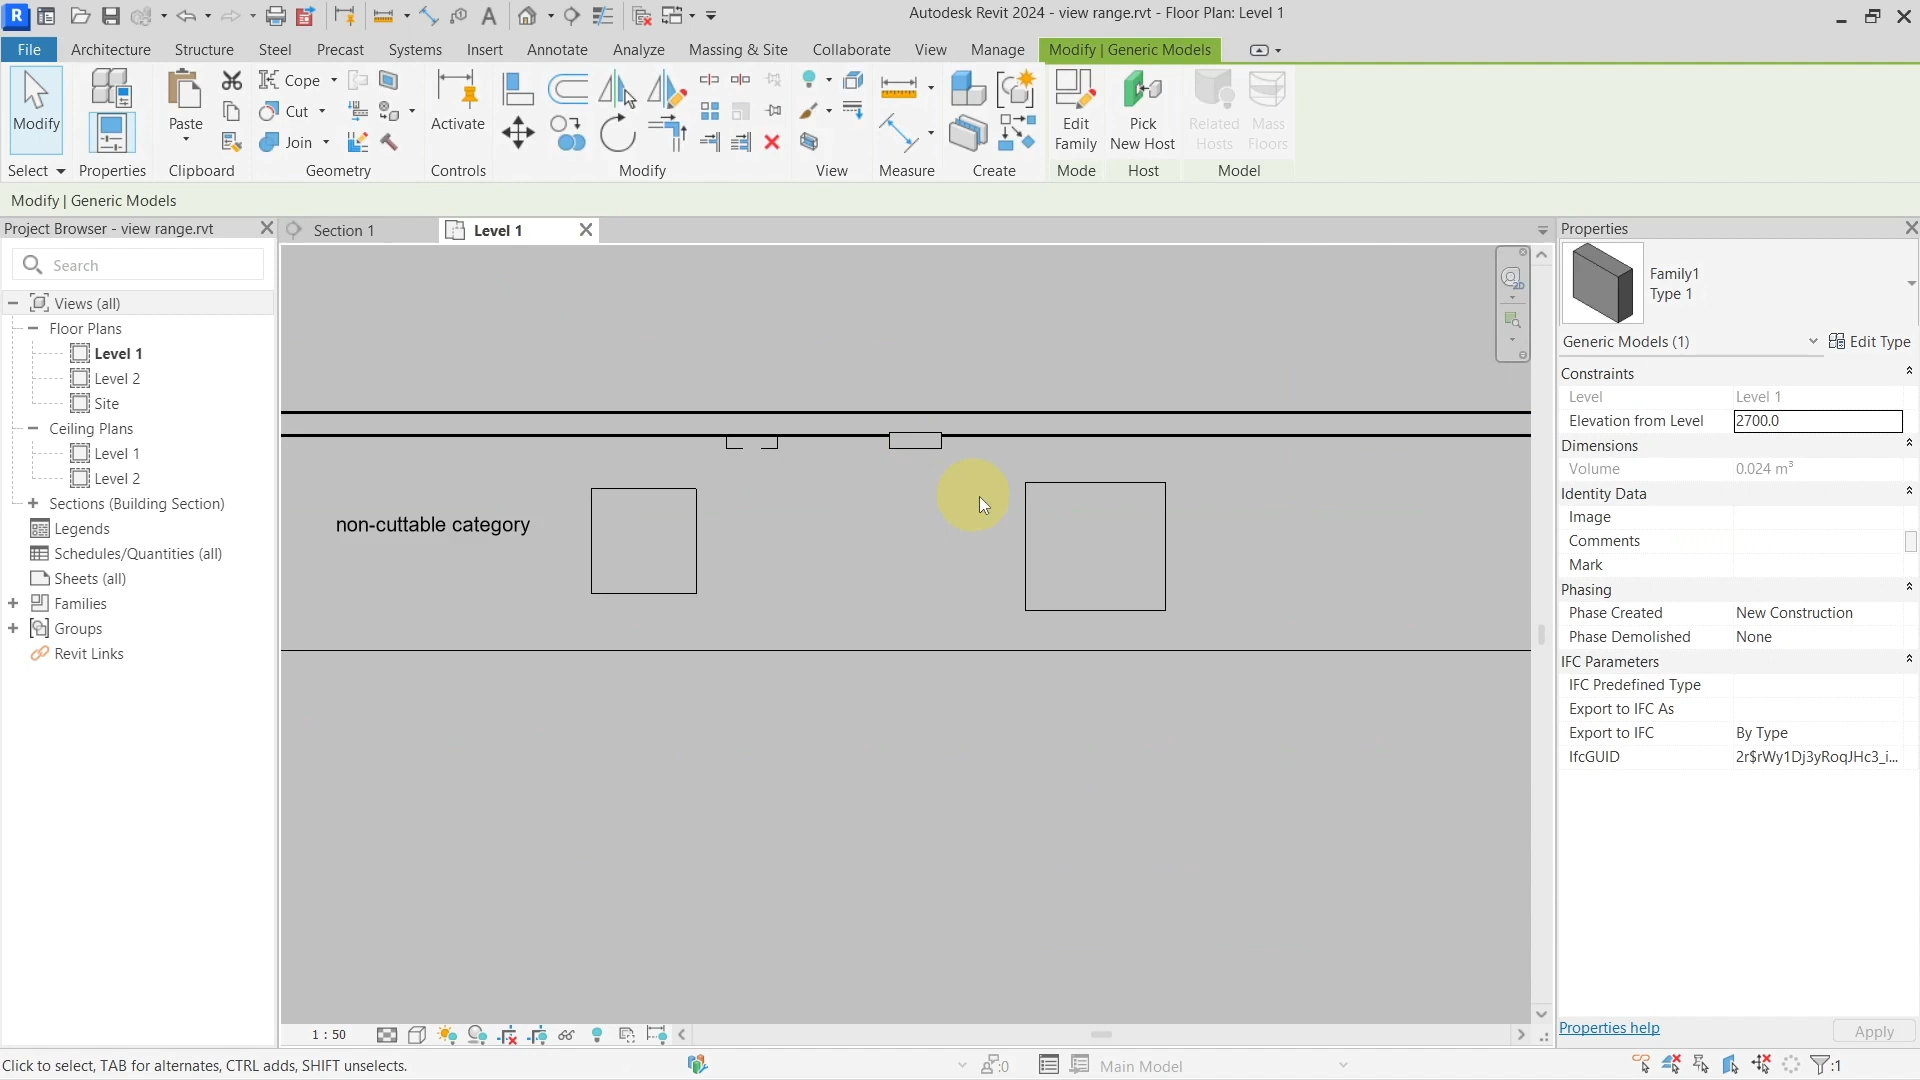 Autodesk Revit 2024 - view range.rvt - Floor Plan: Level 1
File Architecture Structure Steel Precast Systems Insert Annotate Analyze Massing & Site Collaborate View Manage Modify | Generic Models
Modify Paste Cope Cut Join Activate Edit Family Pick New Host Related Hosts Mass Floors
Select Properties Clipboard Geometry Controls Modify View Measure Create Mode Host Model
Modify | Generic Models
Project Browser - view range.rvt
Search
Views (all)
Floor Plans
Level 1
Level 2
Site
Ceiling Plans
Level 1
Level 2
Sections (Building Section)
Legends
Schedules/Quantities (all)
Sheets (all)
Families
Groups
Revit Links
Section 1 Level 1
2D
non-cuttable category
1 : 50
Properties
Family1
Type 1
Generic Models (1) Edit Type
Constraints
Level Level 1
Elevation from Level 2700.0
Dimensions
Volume 0.024 m³
Identity Data
Image
Comments
Mark
Phasing
Phase Created New Construction
Phase Demolished None
IFC Parameters
IFC Predefined Type
Export to IFC As
Export to IFC By Type
IfcGUID 2r$rWy1Dj3yRoqJHc3_i...
Properties help Apply
Click to select, TAB for alternates, CTRL adds, SHIFT unselects. :0 Main Model :1